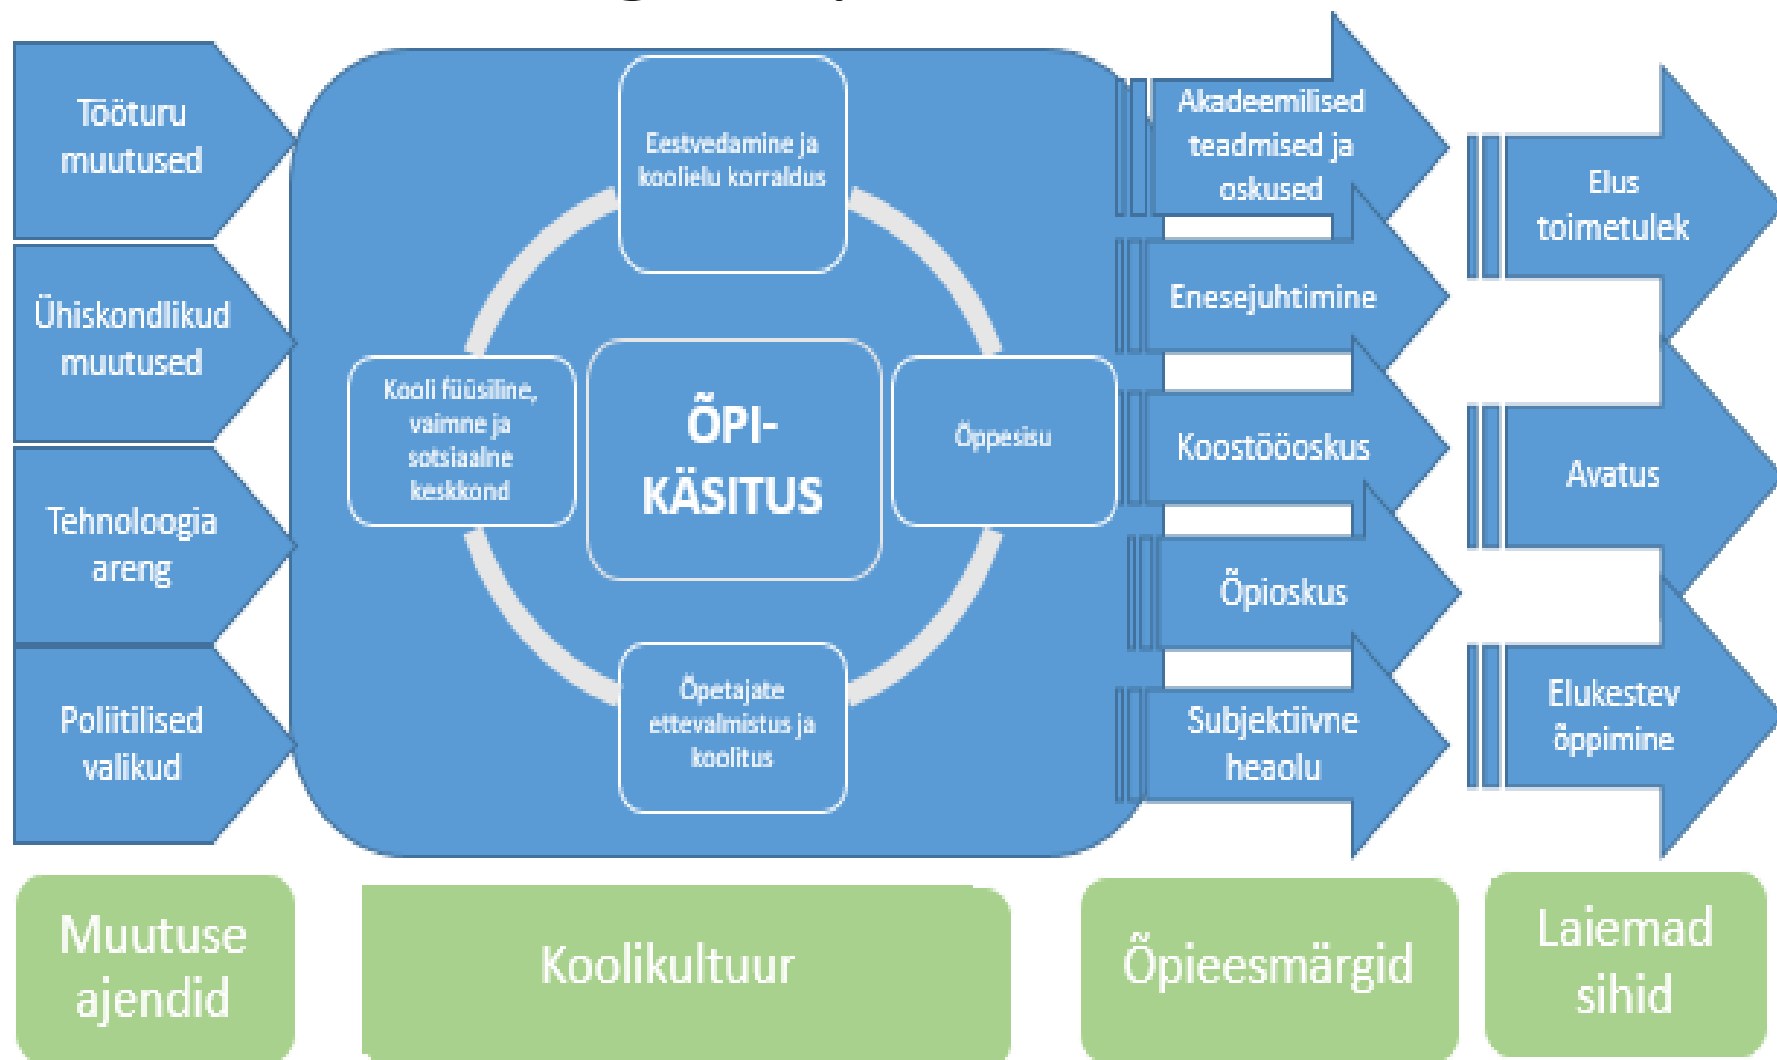 Tööturu
muutused
Ühiskondlikud
muutused
Tehnoloogia
areng
Poliitilised
valikud
Eestvedamine ja
koolielu korraldus
Kooli füüsiline,
vaimne ja
sotsiaalne
keskkond
ÕPI-
KÄSITUS
Õppesisu
Õpetajate
ettevalmistus ja
koolitus
Akadeemilised
teadmised ja
oskused
Enesejuhtimine
Koostööoskus
Õpioskus
Subjektiivne
heaolu
Elus
toimetulek
Avatus
Elukestev
õppimine
Muutuse
ajendid
Koolikultuur
Õpieesmärgid
Laiemad
sihid